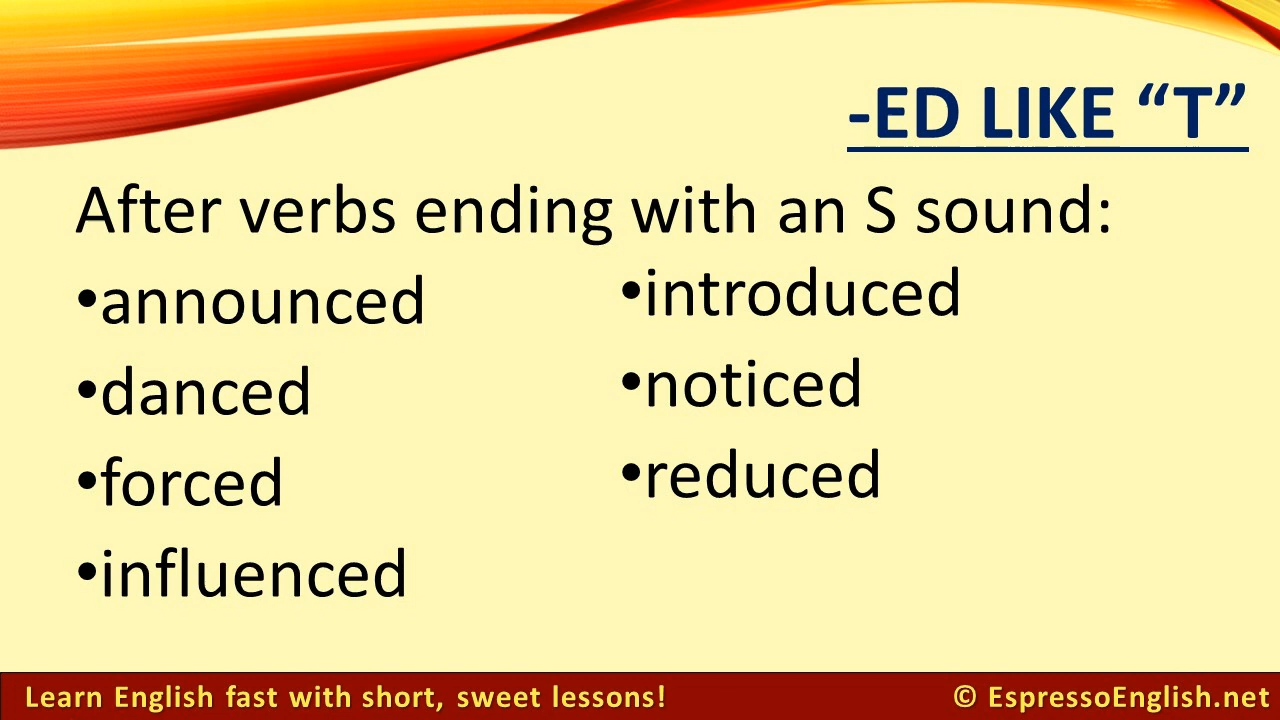 -ED LIKE “T”
After verbs ending with an S sound:
•announced
•danced
•forced
•influenced
•introduced
•noticed
•reduced
Learn English fast with short, sweet lessons!
© EspressoEnglish.net